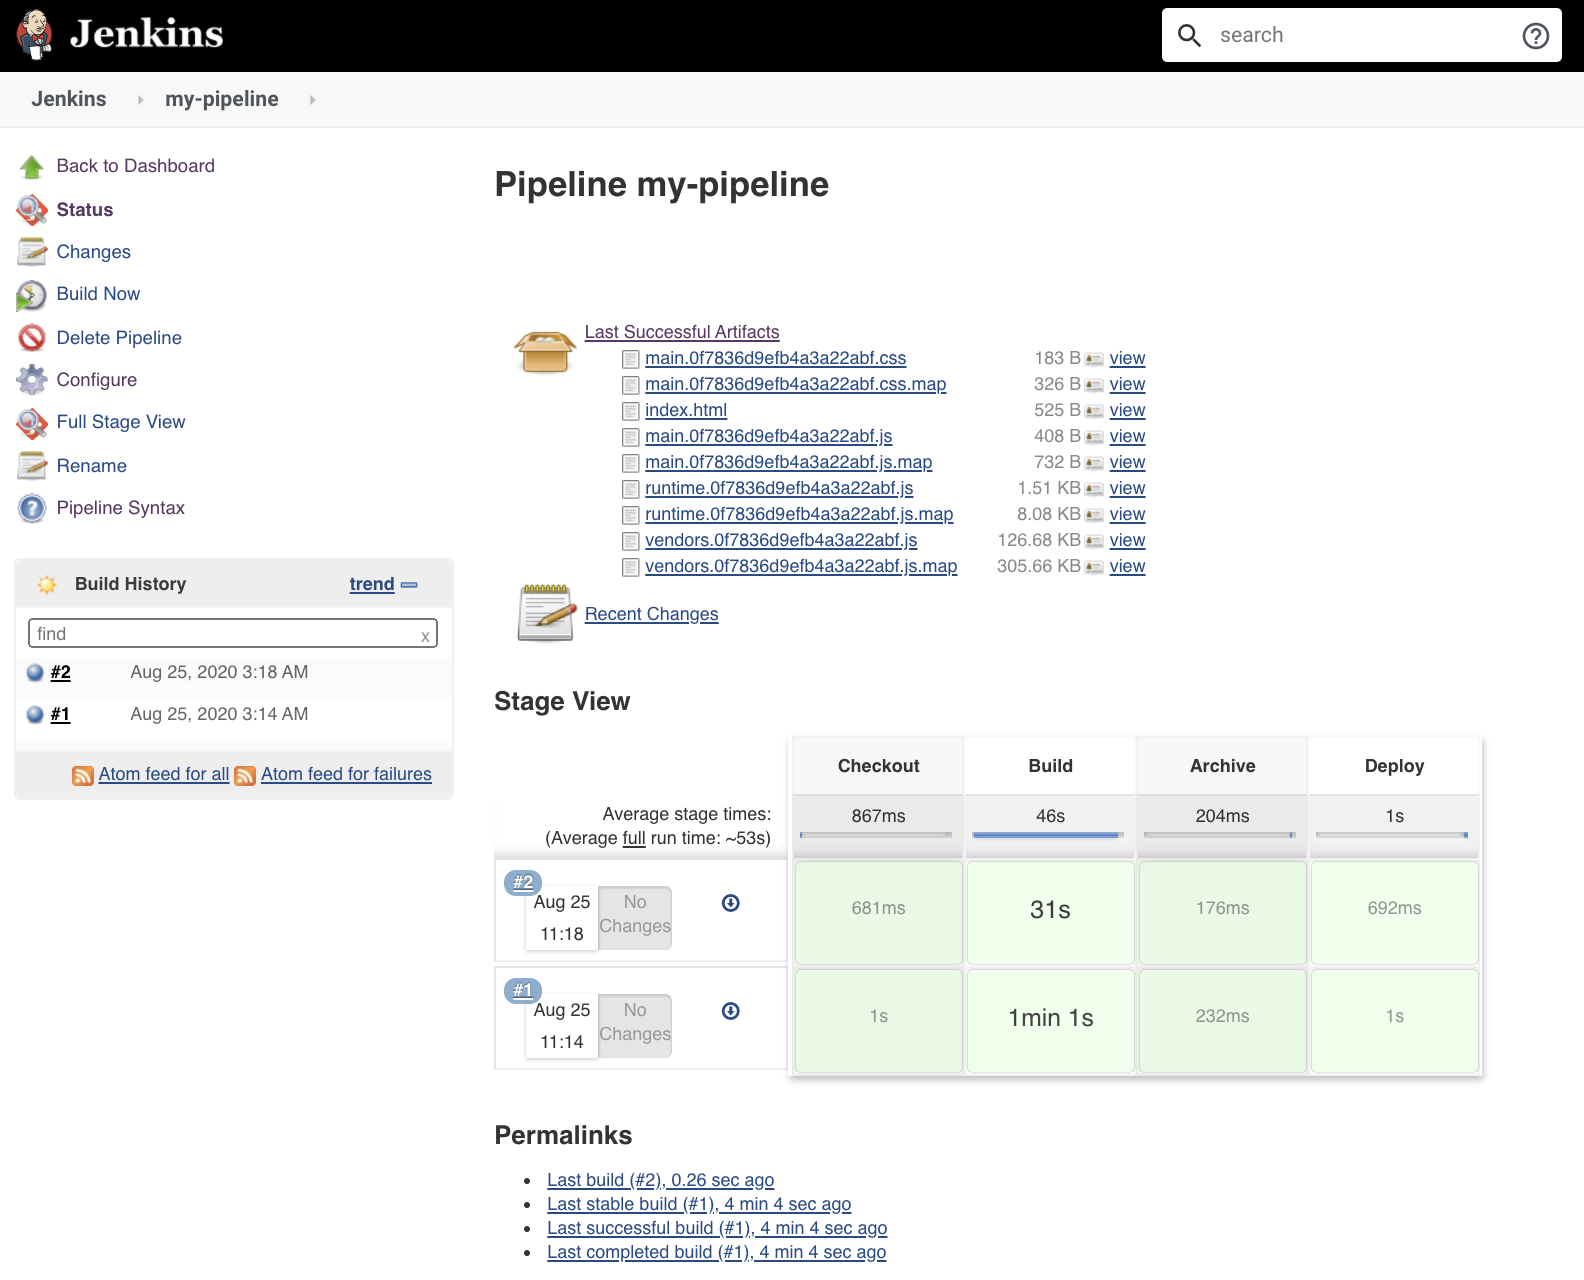 Jenkins
search
Jenkins
my-pipeline
Back to Dashboard
Status
Changes
Build Now
Delete Pipeline
Configure
Full Stage View
Rename
Pipeline Syntax
Build History
trend
find
x
#2 Aug 25, 2020 3:18 AM
#1 Aug 25, 2020 3:14 AM
Atom feed for all Atom feed for failures
Pipeline my-pipeline
Last Successful Artifacts
main.0f7836d9efb4a3a22abf.css 183 B view
main.0f7836d9efb4a3a22abf.css.map 326 B view
index.html 525 B view
main.0f7836d9efb4a3a22abf.js 408 B view
main.0f7836d9efb4a3a22abf.js.map 732 B view
runtime.0f7836d9efb4a3a22abf.js 1.51 KB view
runtime.0f7836d9efb4a3a22abf.js.map 8.08 KB view
vendors.0f7836d9efb4a3a22abf.js 126.68 KB view
vendors.0f7836d9efb4a3a22abf.js.map 305.66 KB view
Recent Changes
Stage View
Checkout Build Archive Deploy
Average stage times:
(Average full run time: ~53s)
867ms 46s 204ms 1s
#2
Aug 25
11:18
No
Changes
681ms 31s 176ms 692ms
#1
Aug 25
11:14
No
Changes
1s 1min 1s 232ms 1s
Permalinks
Last build (#2), 0.26 sec ago
Last stable build (#1), 4 min 4 sec ago
Last successful build (#1), 4 min 4 sec ago
Last completed build (#1), 4 min 4 sec ago